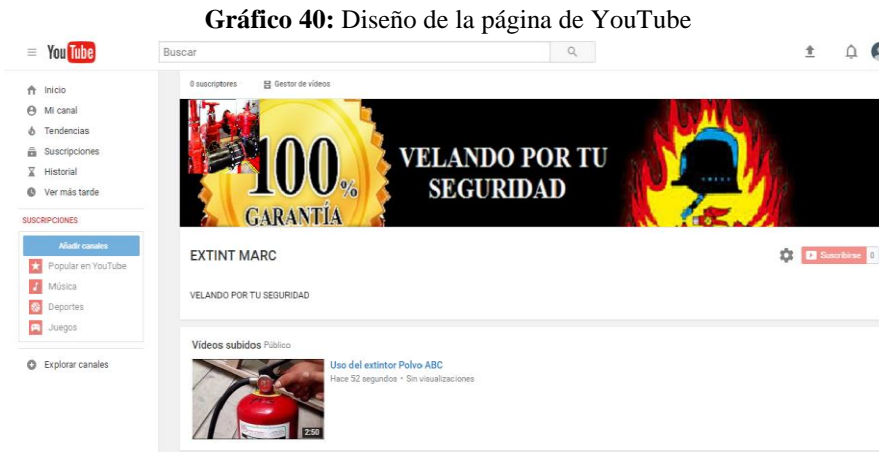 Gráfico 40: Diseño de la página de YouTube
YouTube
Buscar
Inicio
Mi canal
Tendencias
Suscripciones
Historial
Ver más tarde
SUSCRIPCIONES
Añadir canales
Popular en YouTube
Música
Deportes
Juegos
Explorar canales
0 suscriptores Gestor de vídeos
100%
GARANTÍA
VELANDO POR TU
SEGURIDAD
EXTINT MARC
Suscribirse 0
VELANDO POR TU SEGURIDAD
Vídeos subidos Público
Uso del extintor Polvo ABC
Hace 52 segundos • Sin visualizaciones
2:50